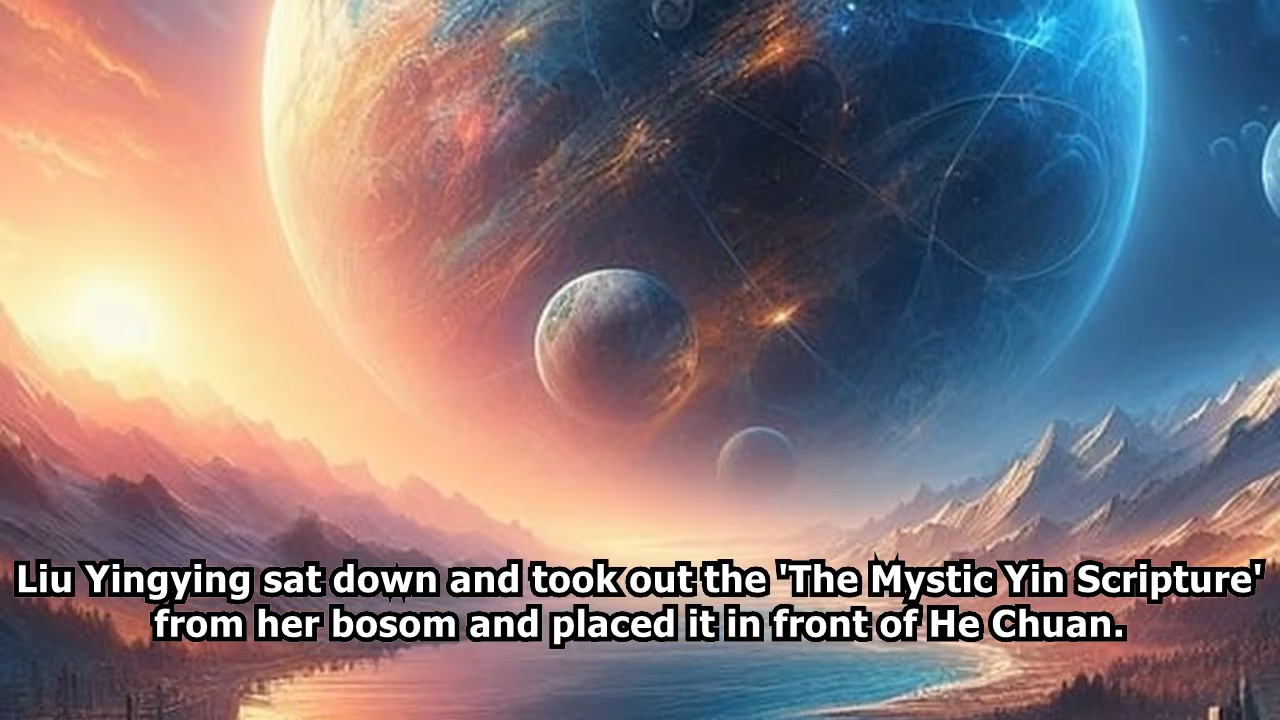 Liu Yingying sat down and took out the 'The Mystic Yin Scripture'
from her bosom and placed it in front of He Chuan.